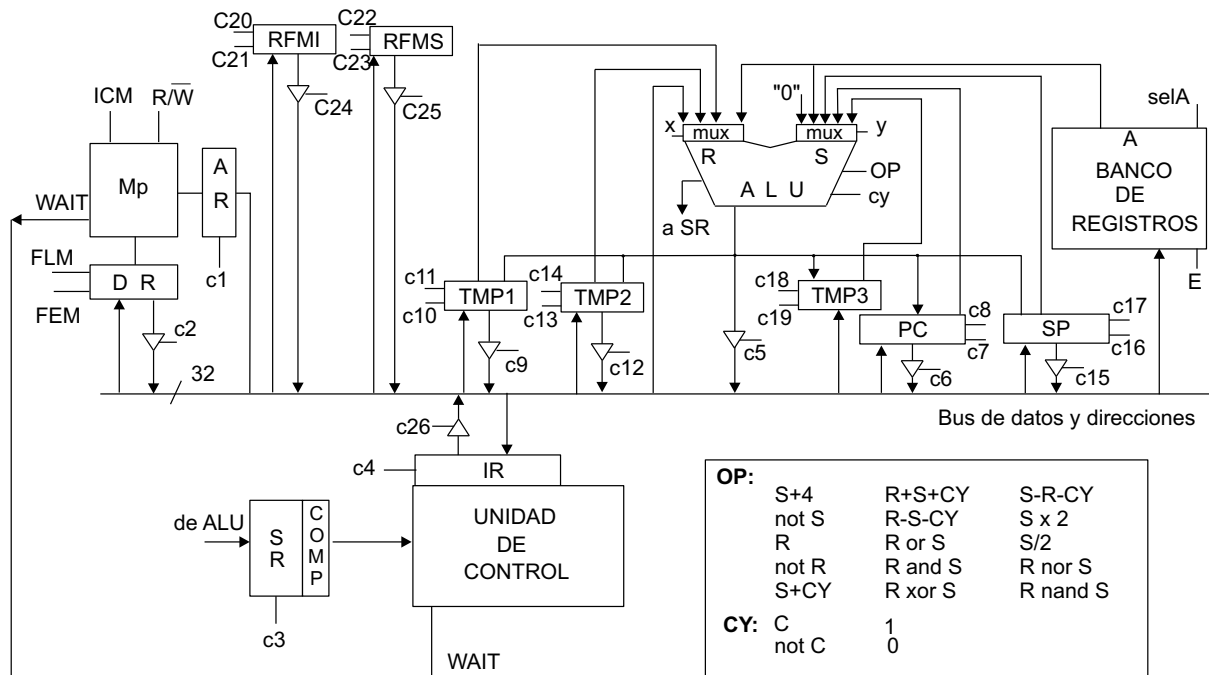 C20
C21
RFMI
C24
C22
C23
RFMS
C25
ICM
R/W̅
Mp
A
R
c1
WAIT
FLM
FEM
D R
c2
32
c11
c10
TMP1
c9
c14
c13
TMP2
c12
"0"
x
mux
mux
y
R
S
A L U
OP
cy
a SR
c5
c18
c19
TMP3
PC
c8
c7
c6
SP
c17
c16
c15
selA
A
BANCO
DE
REGISTROS
E
Bus de datos y direcciones
c26
c4
IR
UNIDAD
DE
CONTROL
de ALU
S
R
C
O
M
P
c3
WAIT
OP:
S+4 R+S+CY S-R-CY
not S R-S-CY S x 2
R R or S S/2
not R R and S R nor S
S+CY R xor S R nand S
CY: C 1
not C 0